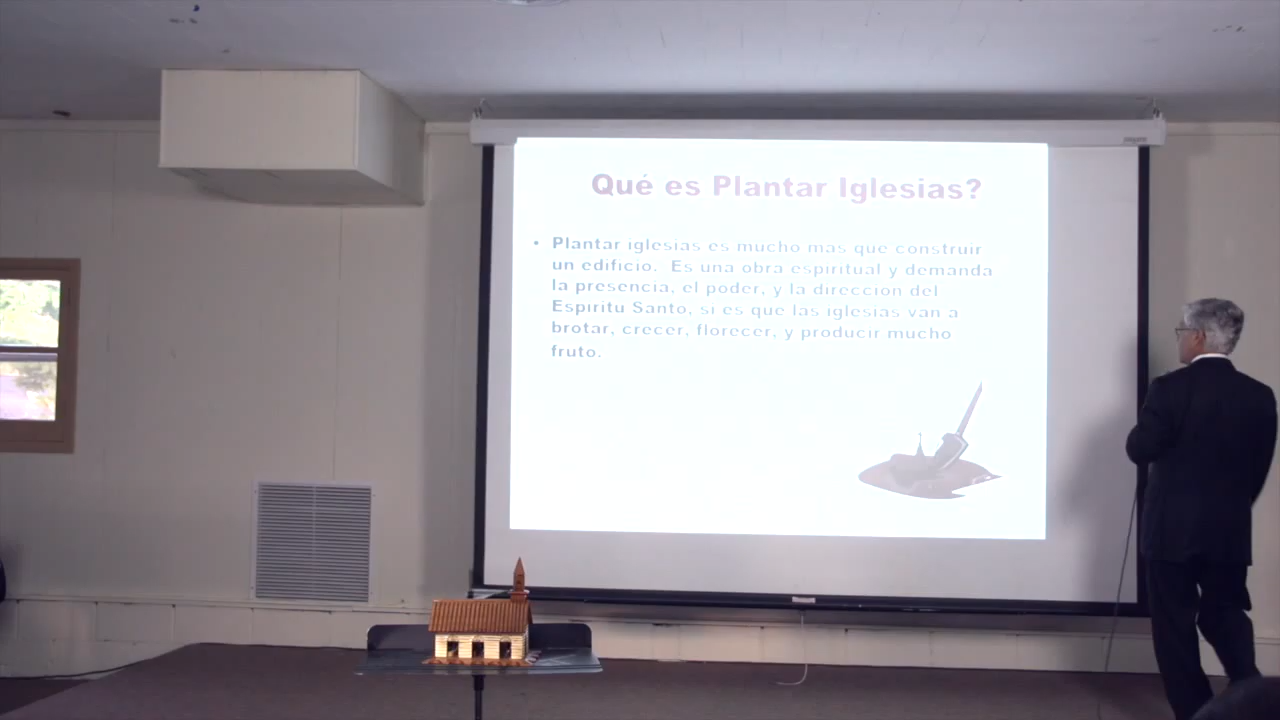 Qué es Plantar Iglesias?
• Plantar iglesias es mucho mas que construir
un edificio. Es una obra espiritual y demanda
la presencia, el poder, y la direccion del
Espiritu Santo, si es que las iglesias van a
brotar, crecer, florecer, y producir mucho
fruto.